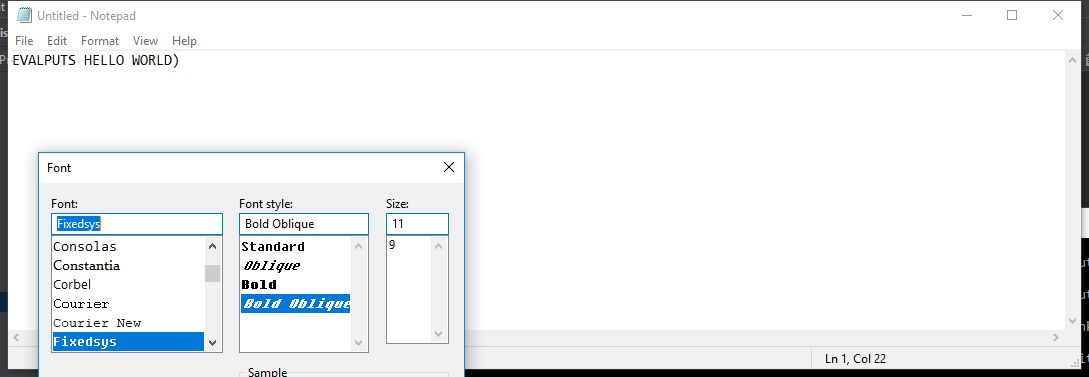 Untitled - Notepad
File Edit Format View Help
EVALPUTS HELLO WORLD)
Font
Font: Font style: Size:
Fixedsys Bold Oblique 11
Consolas Standard 9
Constantia Oblique
Corbel Bold
Courier Bold Oblique
Courier New
Fixedsys
Ln 1, Col 22
Sample